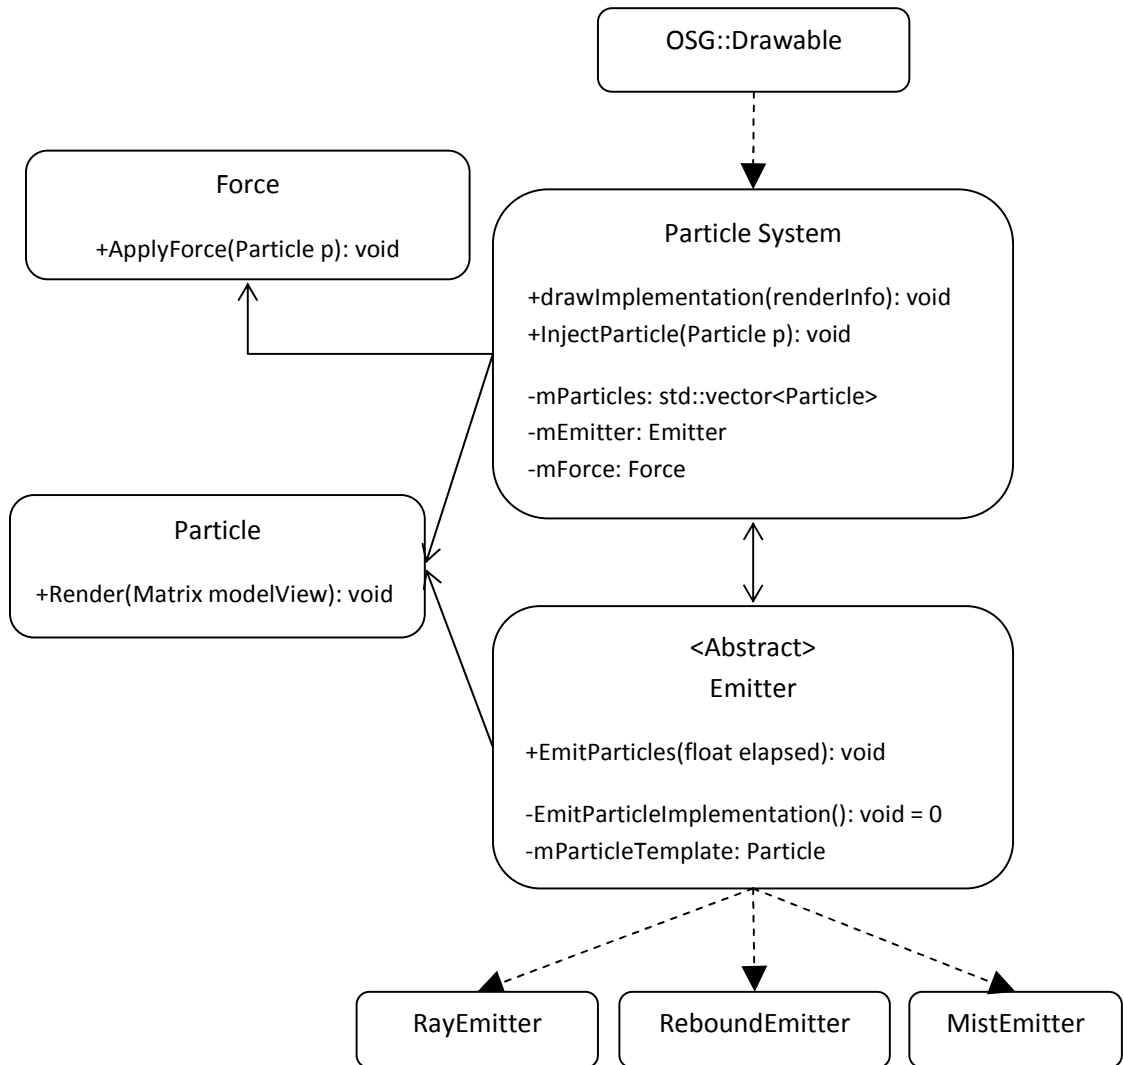 OSG::Drawable
Force
+ApplyForce(Particle p): void
Particle System
+drawImplementation(renderInfo): void
+InjectParticle(Particle p): void
-mParticles: std::vector<Particle>
-mEmitter: Emitter
-mForce: Force
Particle
+Render(Matrix modelView): void
<Abstract>
Emitter
+EmitParticles(float elapsed): void
-EmitParticleImplementation(): void = 0
-mParticleTemplate: Particle
RayEmitter
ReboundEmitter
MistEmitter